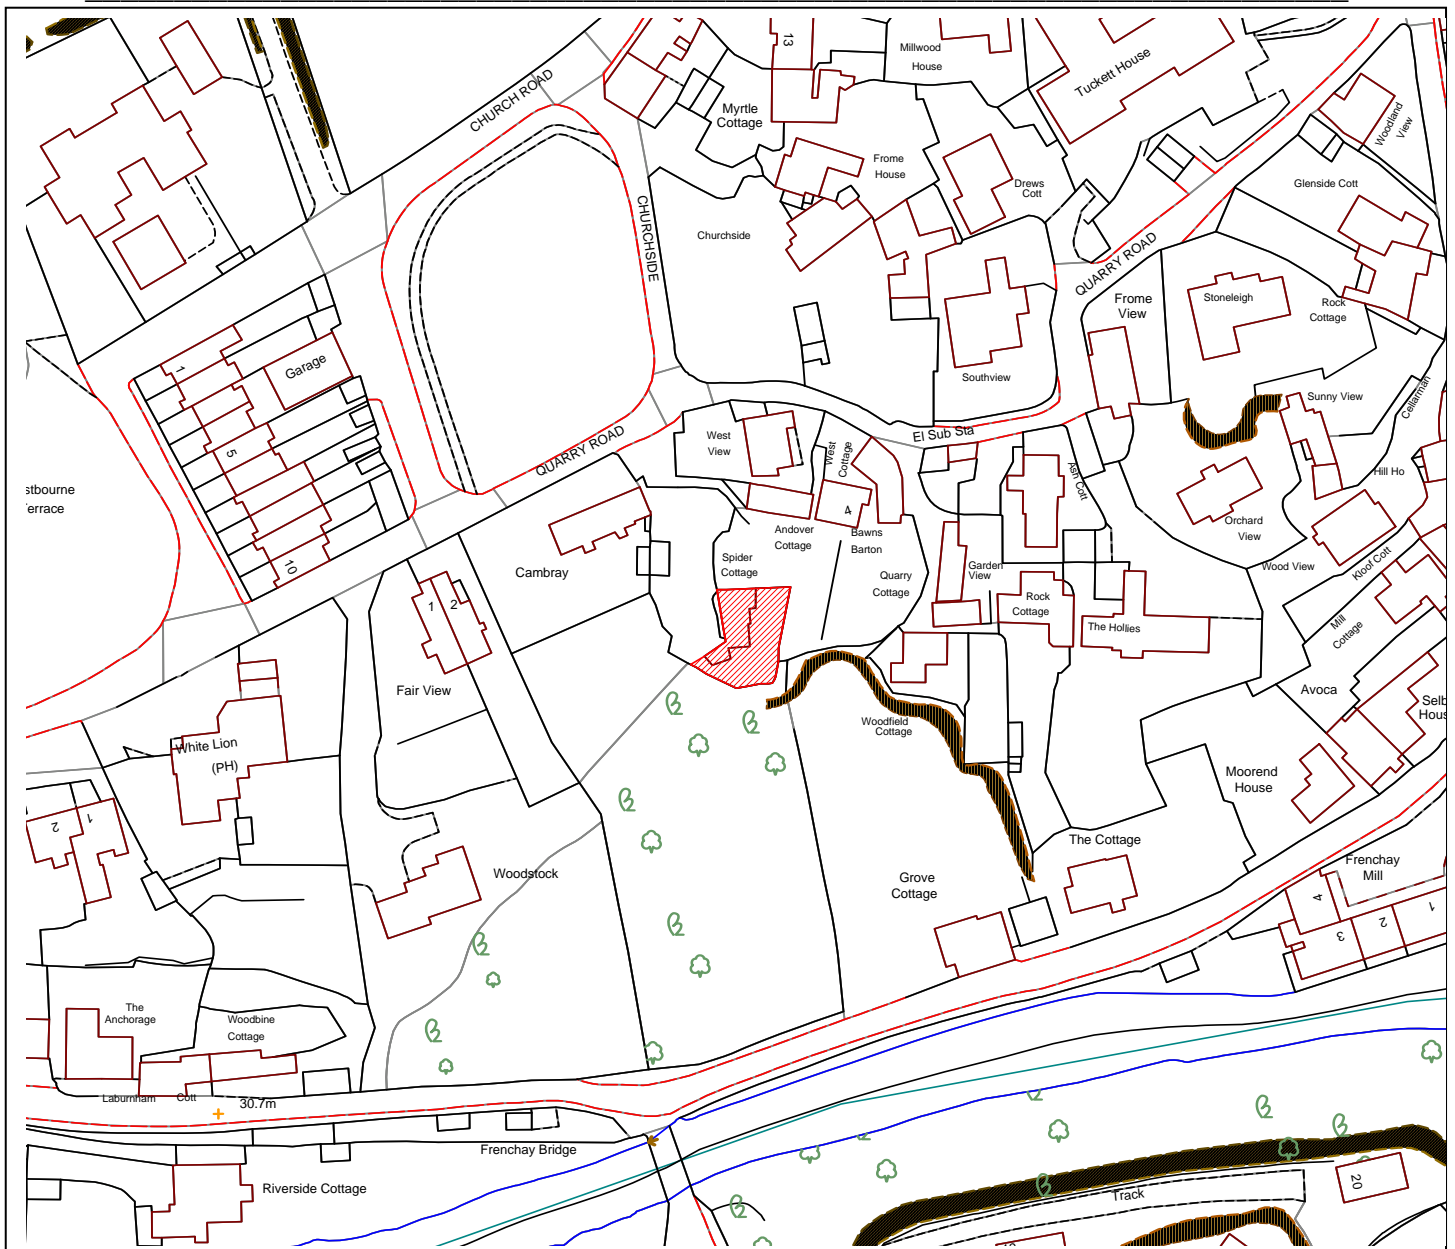 CHURCH ROAD
13
Millwood
House
Tuckett House
Myrtle
Cottage
Woodland
View
Frome
House
Drews
Cott
Glenside Cott
CHURCHSIDE
Churchside
QUARRY ROAD
Frome
View
Stoneleigh
Rock
Cottage
1
Garage
Southview
Sunny View
Cellarman
5
QUARRY ROAD
West
View
West
Cottage
El Sub Sta
Ash Cott
Hill Ho
stbourne
errace
4
Andover
Cottage
Bawns
Barton
Orchard
View
10
Cambray
Spider
Cottage
Quarry
Cottage
Garden
View
Wood View
Kloof Cott
1
2
Rock
Cottage
The Hollies
Mill
Cottage
Fair View
Avoca
Selb
Hous
White Lion
(PH)
Woodfield
Cottage
Moorend
House
2
1
The Cottage
Woodstock
Grove
Cottage
Frenchay
Mill
4
3
2
1
The
Anchorage
Woodbine
Cottage
Laburnham
Cott
30.7m
Frenchay Bridge
Riverside Cottage
Track
20